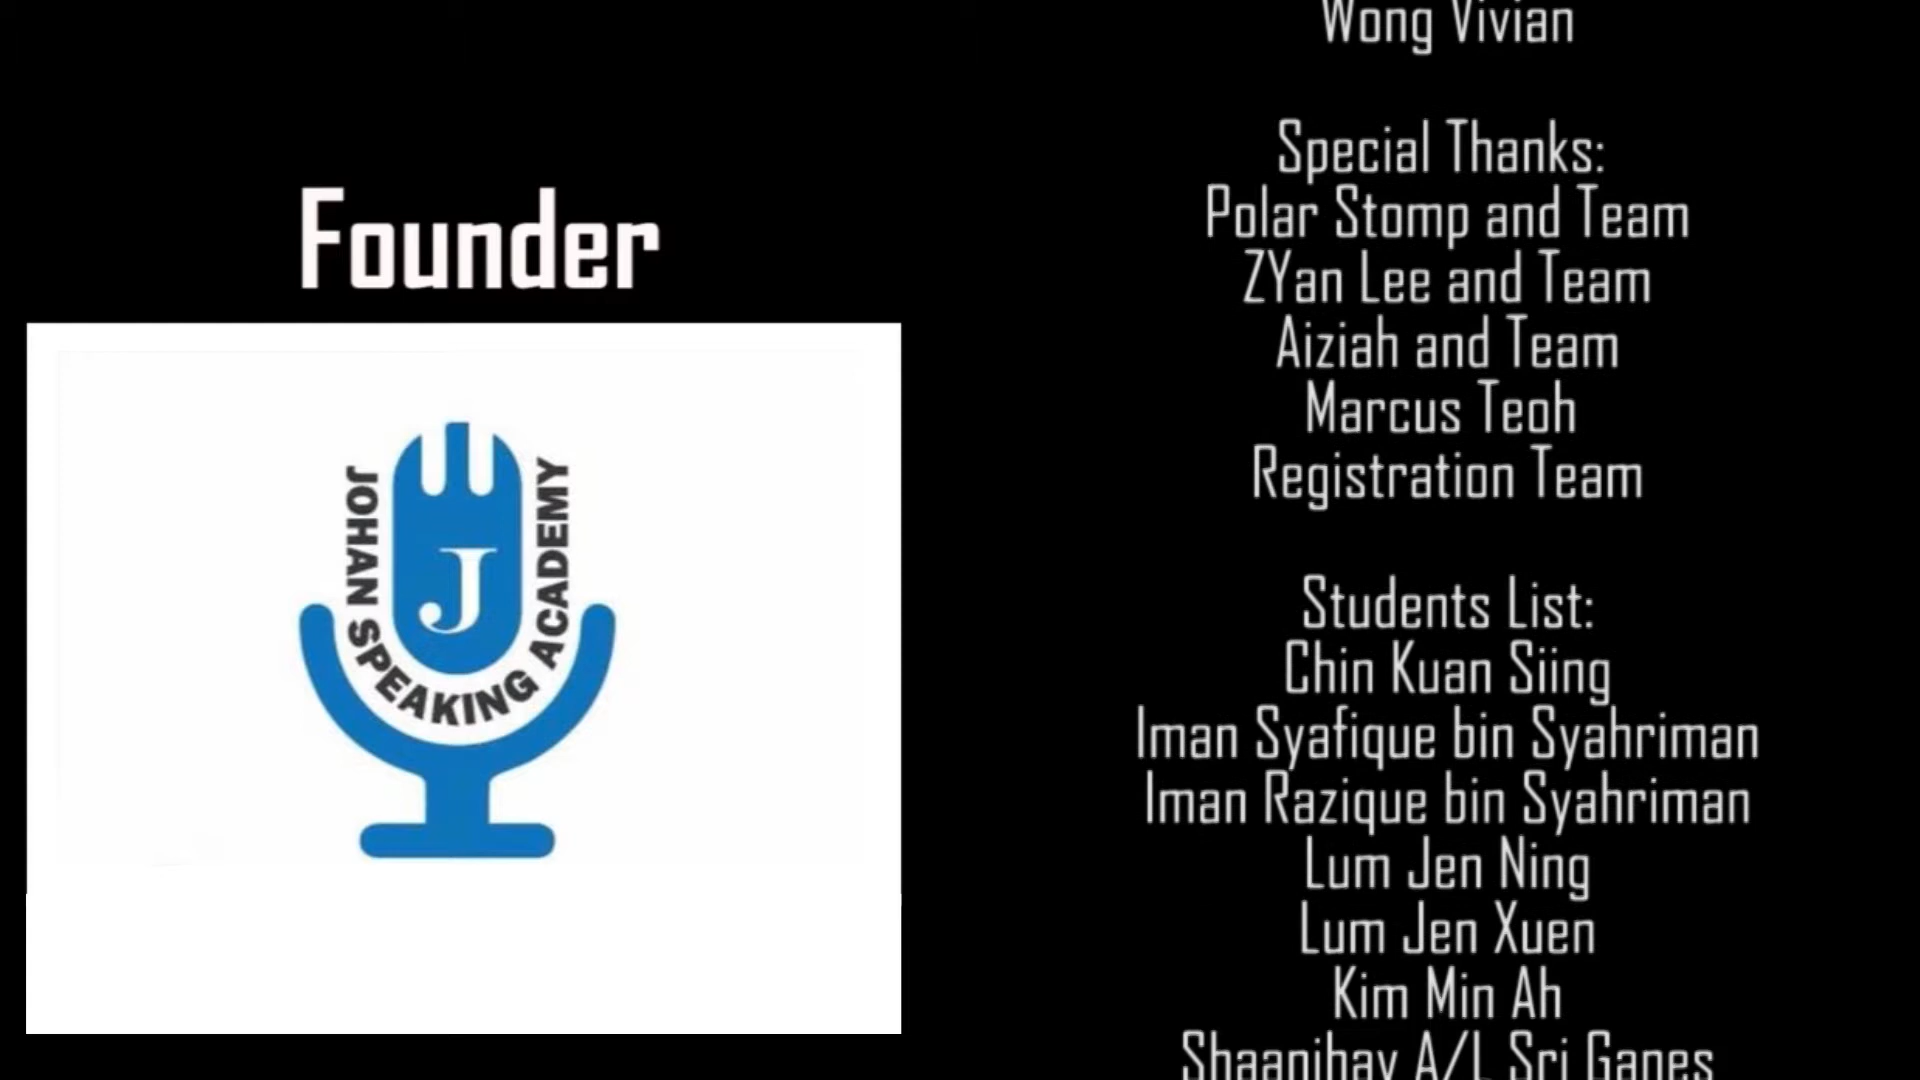 Founder
JOHAN SPEAKING ACADEMY
J
Wong Vivian
Special Thanks:
Polar Stomp and Team
ZYan Lee and Team
Aiziah and Team
Marcus Teoh
Registration Team
Students List:
Chin Kuan Siing
Iman Syafique bin Syahriman
Iman Razique bin Syahriman
Lum Jen Ning
Lum Jen Xuen
Kim Min Ah
A/L Sri Ganes